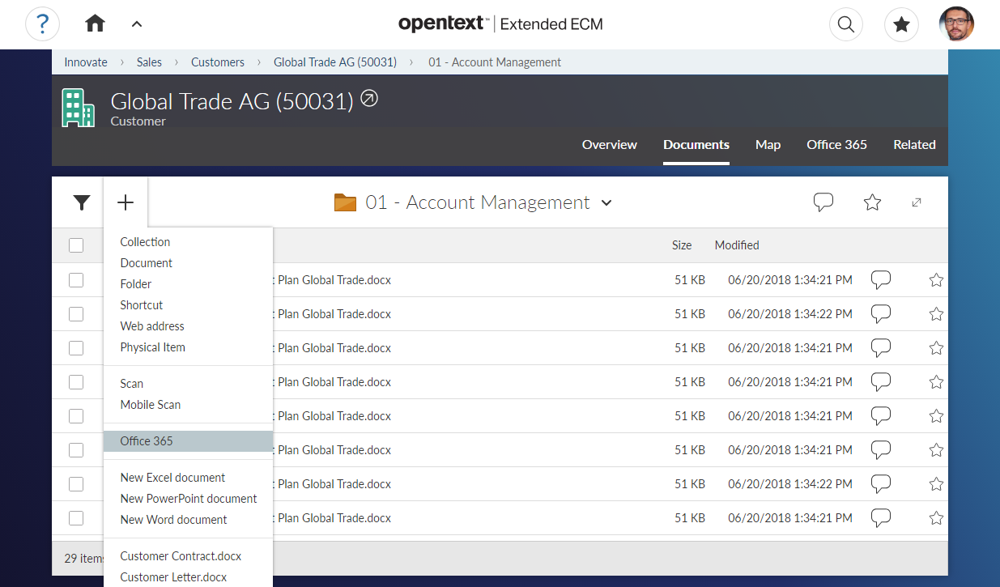 ?
opentext™ | Extended ECM
Innovate › Sales › Customers › Global Trade AG (50031) › 01 - Account Management
Global Trade AG (50031)
Customer
Overview Documents Map Office 365 Related
01 - Account Management
Collection
Document
Folder
Shortcut
Web address
Physical Item
Scan
Mobile Scan
Office 365
New Excel document
New PowerPoint document
New Word document
Customer Contract.docx
Customer Letter.docx
Size Modified
Plan Global Trade.docx 51 KB 06/20/2018 1:34:21 PM
Plan Global Trade.docx 51 KB 06/20/2018 1:34:22 PM
Plan Global Trade.docx 51 KB 06/20/2018 1:34:21 PM
Plan Global Trade.docx 51 KB 06/20/2018 1:34:21 PM
Plan Global Trade.docx 51 KB 06/20/2018 1:34:21 PM
Plan Global Trade.docx 51 KB 06/20/2018 1:34:21 PM
Plan Global Trade.docx 51 KB 06/20/2018 1:34:22 PM
Plan Global Trade.docx 51 KB 06/20/2018 1:34:21 PM
29 items